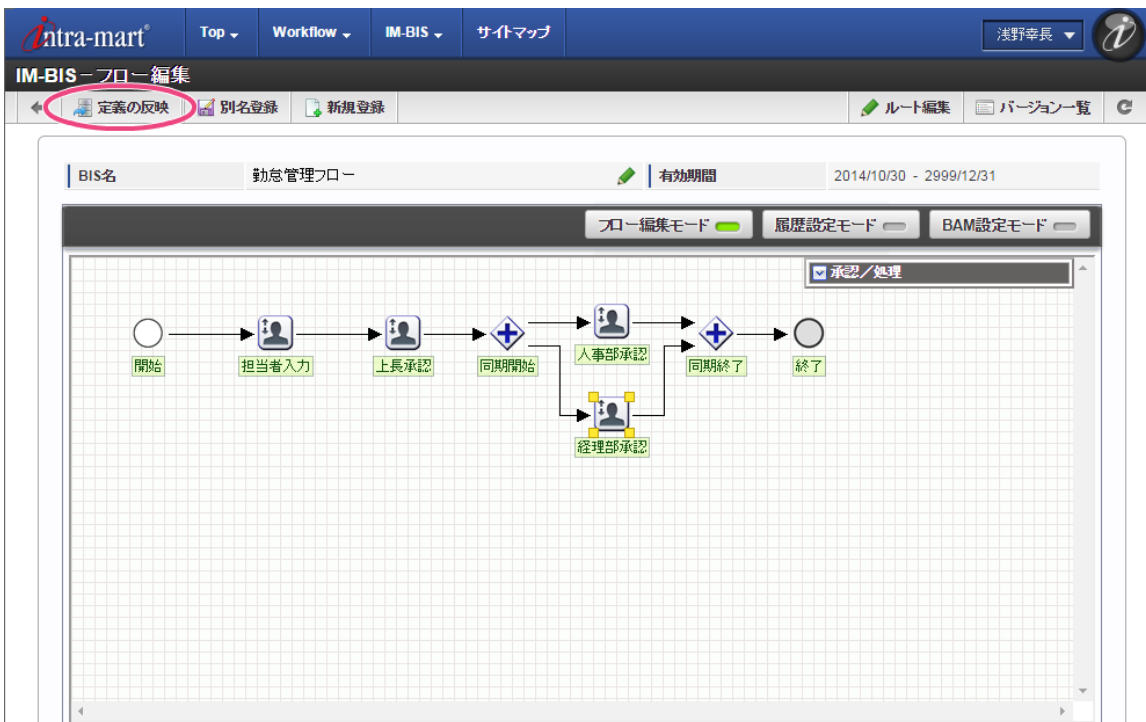 intra-mart® Top Workflow IM-BIS サイトマップ 浅野幸長
IM-BIS－フロー編集
定義の反映 別名登録 新規登録 ルート編集 バージョン一覧
BIS名 勤怠管理フロー 有効期間 2014/10/30 - 2999/12/31
フロー編集モード 履歴設定モード BAM設定モード
承認／処理
開始 担当者入力 上長承認 同期開始 人事部承認 同期終了 終了
経理部承認